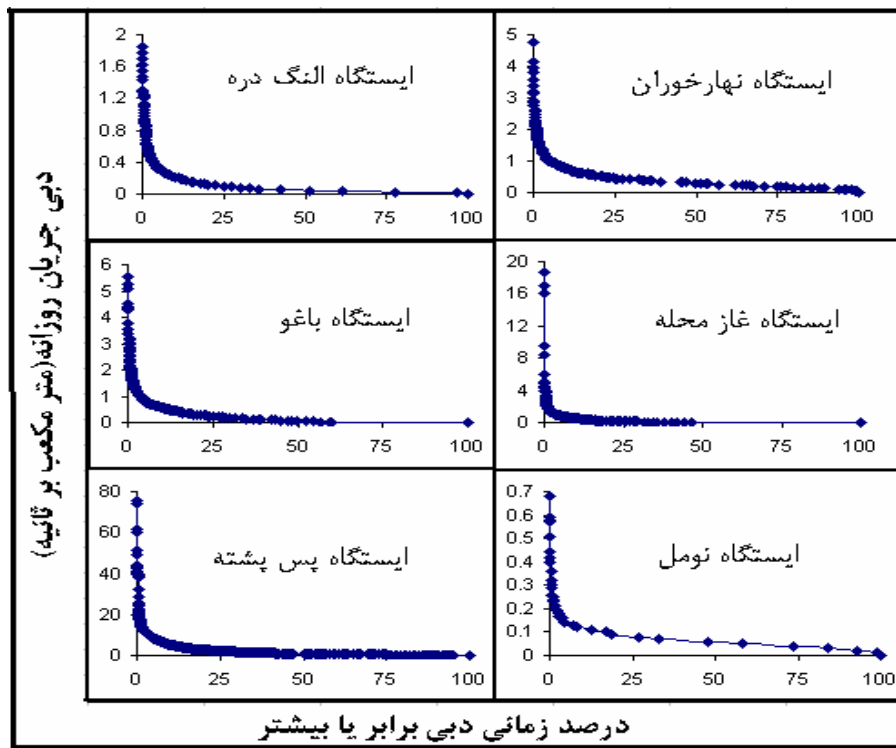 دبی جریان روزانه(متر مکعب بر ثانیه)
ایستگاه النگ دره
2
1.6
1.2
0.8
0.4
0
0 25 50 75 100
ایستگاه نهارخوران
5
4
3
2
1
0
0 25 50 75 100
ایستگاه باغو
6
5
4
3
2
1
0
0 25 50 75 100
ایستگاه غاز محله
20
16
12
8
4
0
0 25 50 75 100
ایستگاه پس پشته
80
60
40
20
0
0 25 50 75 100
ایستگاه نومل
0.7
0.6
0.5
0.4
0.3
0.2
0.1
0
0 25 50 75 100
درصد زمانی دبی برابر یا بیشتر